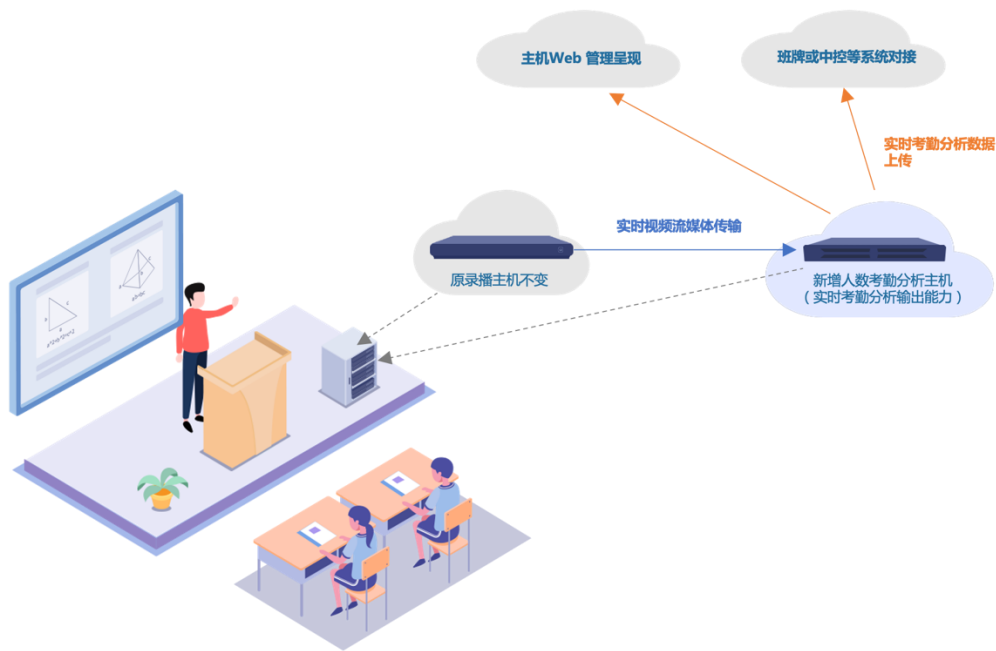 主机Web 管理呈现
班牌或中控等系统对接
实时考勤分析数据
上传
实时视频流媒体传输
原录播主机不变
新增人数考勤分析主机
（实时考勤分析输出能力）